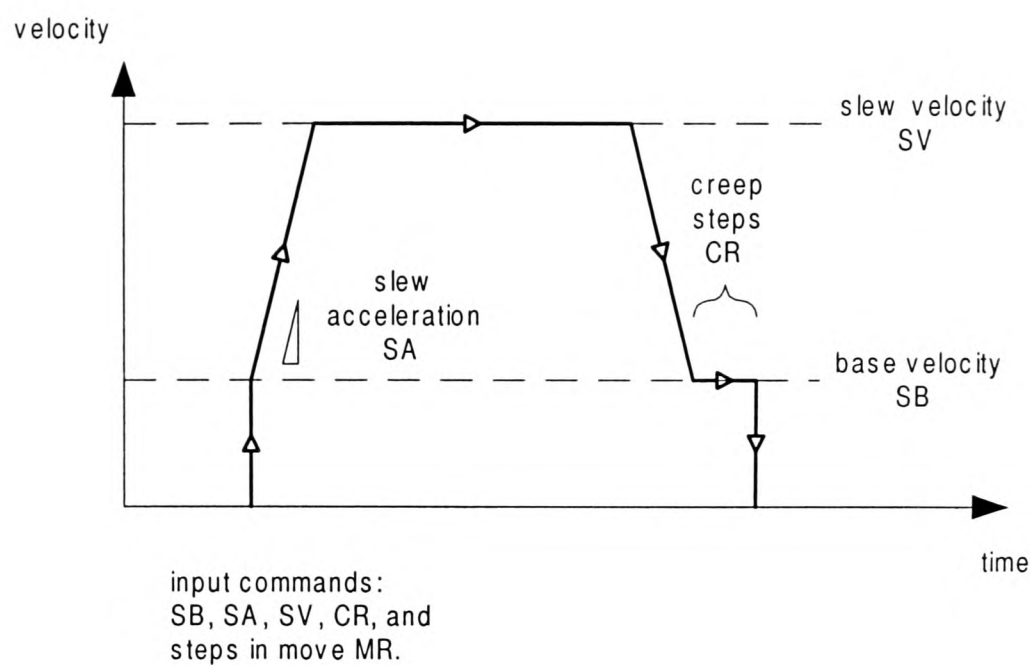 velocity
slew velocity
SV
creep
steps
CR
slew
acceleration
SA
base velocity
SB
time
input commands:
SB, SA, SV, CR, and
steps in move MR.